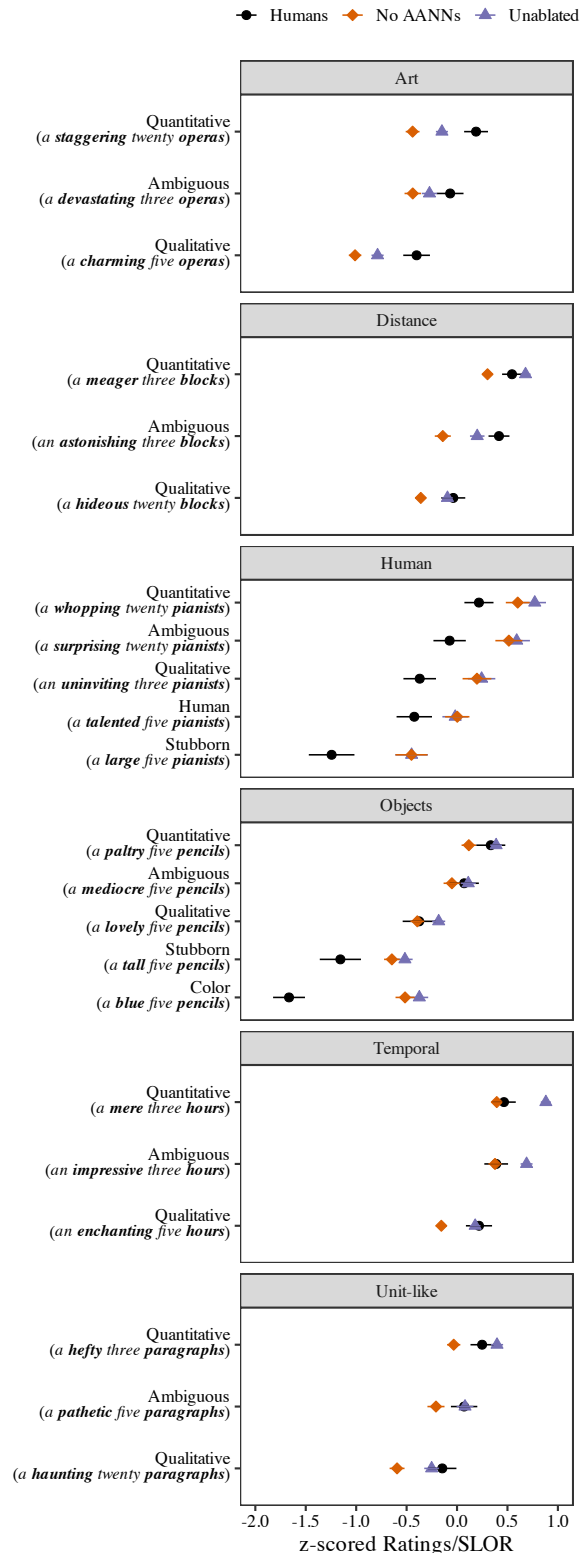 Humans No AANNs Unablated
Art
Quantitative
(a staggering twenty operas)
Ambiguous
(a devastating three operas)
Qualitative
(a charming five operas)
Distance
Quantitative
(a meager three blocks)
Ambiguous
(an astonishing three blocks)
Qualitative
(a hideous twenty blocks)
Human
Quantitative
(a whopping twenty pianists)
Ambiguous
(a surprising twenty pianists)
Qualitative
(an uninviting three pianists)
Human
(a talented five pianists)
Stubborn
(a large five pianists)
Objects
Quantitative
(a paltry five pencils)
Ambiguous
(a mediocre five pencils)
Qualitative
(a lovely five pencils)
Stubborn
(a tall five pencils)
Color
(a blue five pencils)
Temporal
Quantitative
(a mere three hours)
Ambiguous
(an impressive three hours)
Qualitative
(an enchanting five hours)
Unit-like
Quantitative
(a hefty three paragraphs)
Ambiguous
(a pathetic five paragraphs)
Qualitative
(a haunting twenty paragraphs)
-2.0 -1.5 -1.0 -0.5 0.0 0.5 1.0
z-scored Ratings/SLOR